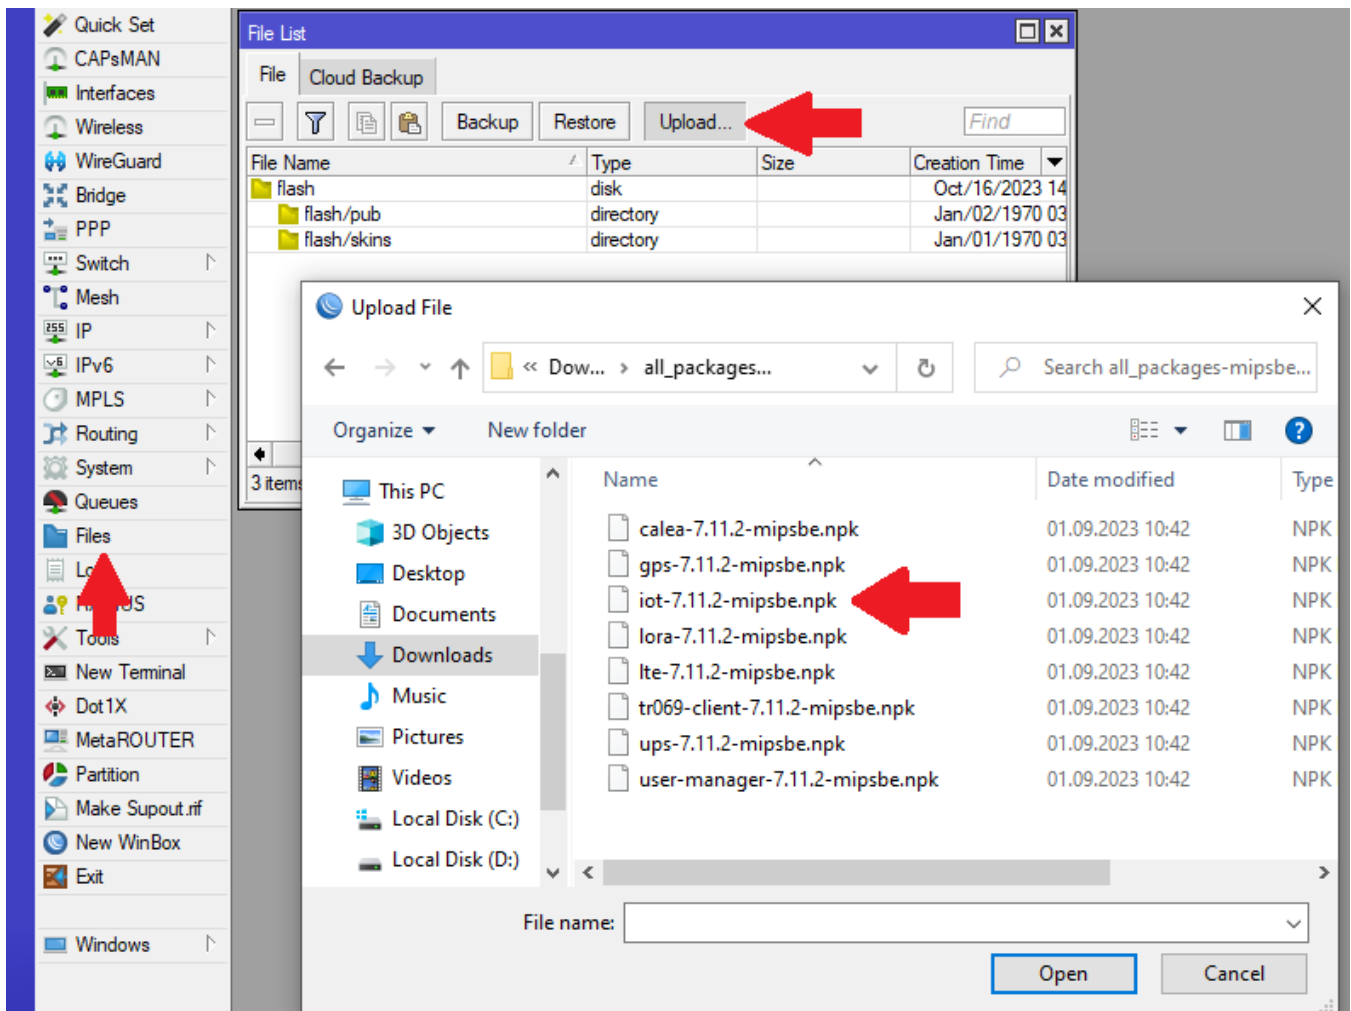 Quick Set
CAPsMAN
Interfaces
Wireless
WireGuard
Bridge
PPP
Switch
Mesh
255 IP
v6 IPv6
MPLS
Routing
System
Queues
Files
Tools
New Terminal
Dot1X
MetaROUTER
Partition
Make Supout.rif
New WinBox
Exit
Windows
File List
File Cloud Backup
Backup Restore Upload... Find
File Name Type Size Creation Time
flash disk Oct/16/2023 14
flash/pub directory Jan/02/1970 03
flash/skins directory Jan/01/1970 03
3 items
Upload File
« Dow... › all_packages... Search all_packages-mipsbe...
Organize New folder
Name Date modified Type
This PC
3D Objects
Desktop
Documents
Downloads
Music
Pictures
Videos
Local Disk (C:)
Local Disk (D:)
calea-7.11.2-mipsbe.npk 01.09.2023 10:42 NPK
gps-7.11.2-mipsbe.npk 01.09.2023 10:42 NPK
iot-7.11.2-mipsbe.npk 01.09.2023 10:42 NPK
lora-7.11.2-mipsbe.npk 01.09.2023 10:42 NPK
lte-7.11.2-mipsbe.npk 01.09.2023 10:42 NPK
tr069-client-7.11.2-mipsbe.npk 01.09.2023 10:42 NPK
ups-7.11.2-mipsbe.npk 01.09.2023 10:42 NPK
user-manager-7.11.2-mipsbe.npk 01.09.2023 10:42 NPK
File name:
Open Cancel